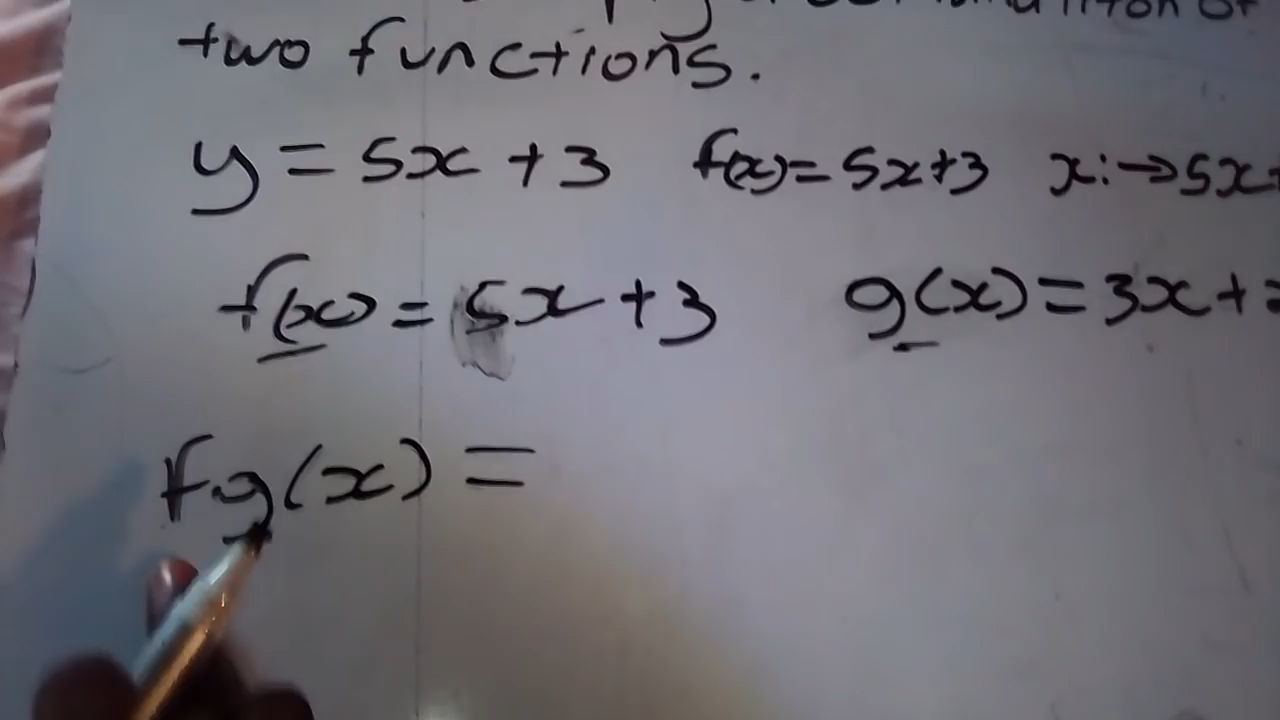 two functions.
y = 5x + 3 f(x) = 5x+3 x: → 5x
f(x) = 5x + 3 g(x) = 3x +
fg(x) =